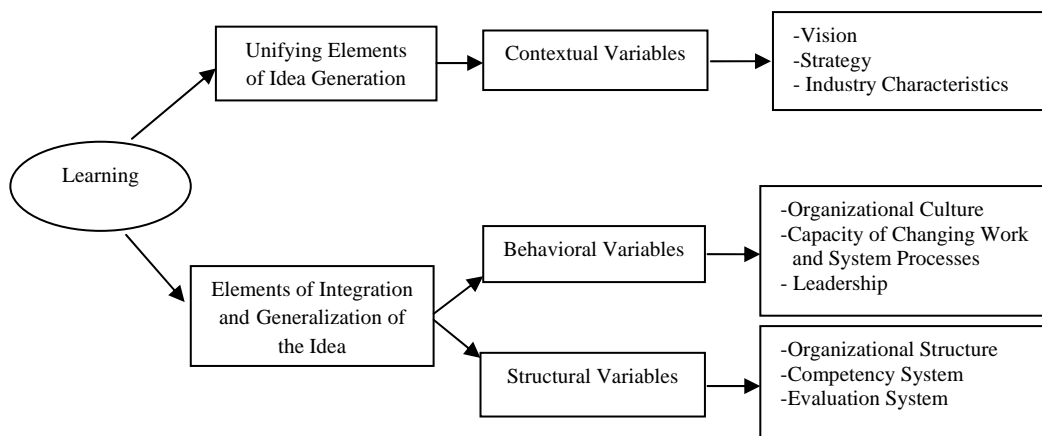 Unifying Elements
of Idea Generation
Contextual Variables
-Vision
-Strategy
- Industry Characteristics
Learning
Elements of Integration
and Generalization of
the Idea
Behavioral Variables
-Organizational Culture
-Capacity of Changing Work
and System Processes
- Leadership
Structural Variables
-Organizational Structure
-Competency System
-Evaluation System